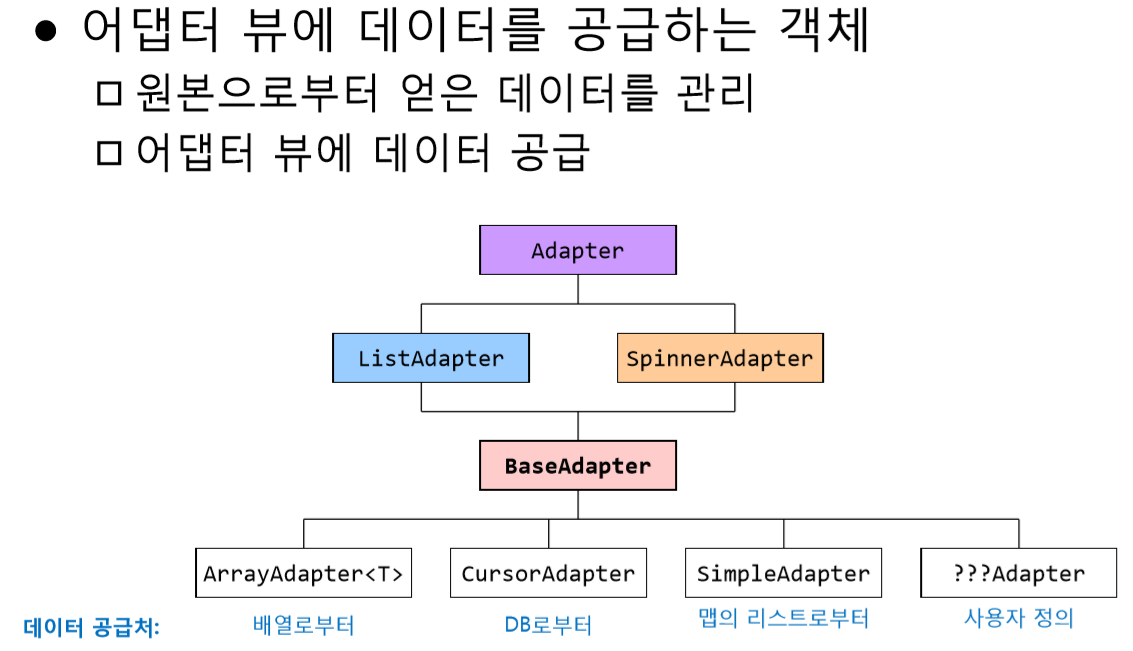 ● 어댑터 뷰에 데이터를 공급하는 객체
□ 원본으로부터 얻은 데이터를 관리
□ 어댑터 뷰에 데이터 공급
Adapter
ListAdapter SpinnerAdapter
BaseAdapter
ArrayAdapter<T> CursorAdapter SimpleAdapter ???Adapter
데이터 공급처: 배열로부터 DB로부터 맵의 리스트로부터 사용자 정의